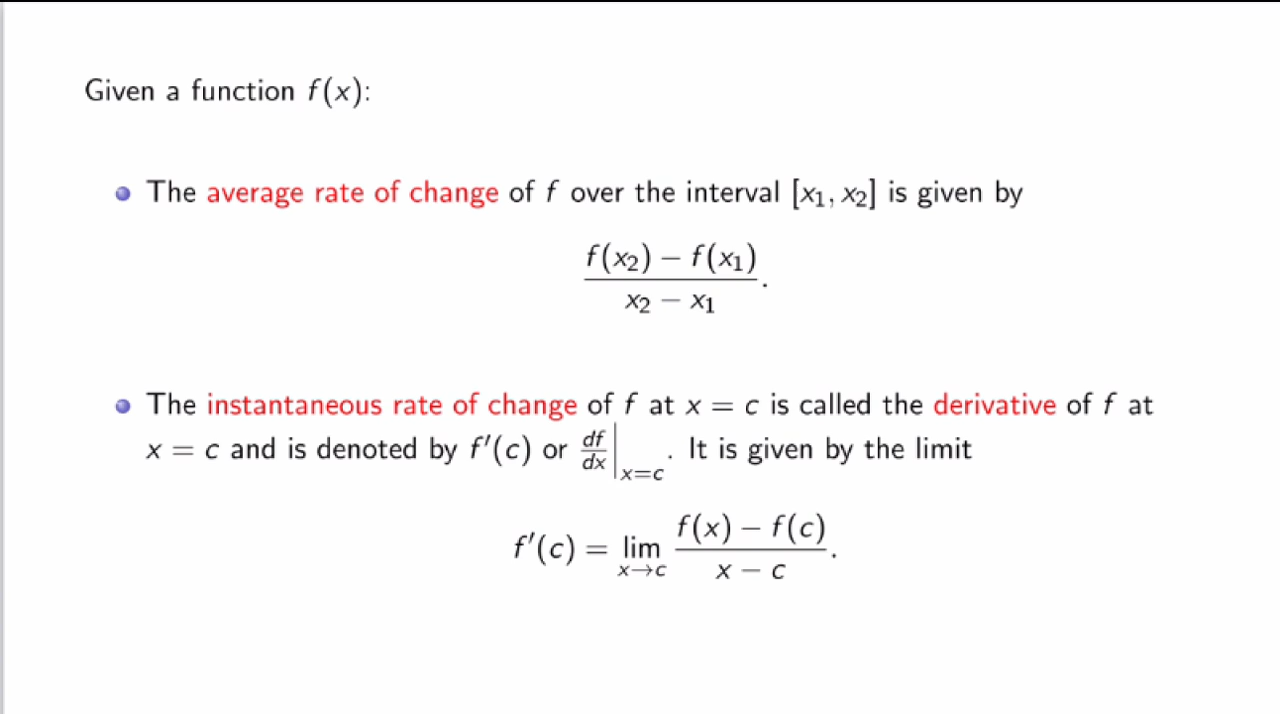 Given a function f(x):
The average rate of change of f over the interval [x₁, x₂] is given by
f(x₂) − f(x₁)
x₂ − x₁ .
The instantaneous rate of change of f at x = c is called the derivative of f at
x = c and is denoted by f′(c) or df/dx|ₓ₌c. It is given by the limit
f′(c) = lim x→c f(x) − f(c) / x − c .